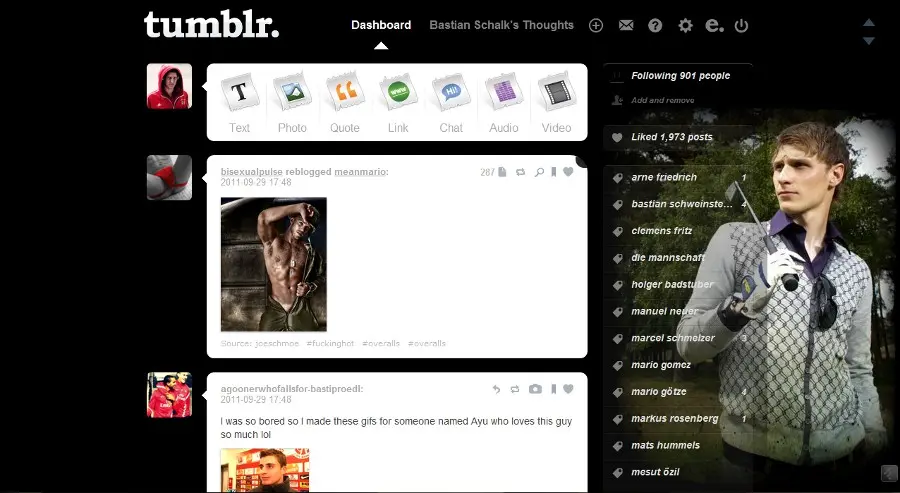 tumblr.
Dashboard
Bastian Schalk's Thoughts
Text
Photo
Quote
Link
Chat
Audio
Video
bisexualpulse reblogged meanmario:
2011-09-29 17:48
287
Source: joeschmoe #fuckinghot #overalls #overalls
agoonerwhofallsfor-bastiproedl:
2011-09-29 17:48
I was so bored so I made these gifs for someone named Ayu who loves this guy
so much lol
Following 901 people
Add and remove
Liked 1,973 posts
arne friedrich 1
bastian schweinste... 4
clemens fritz 1
die mannschaft
holger badstuber
manuel neuer
marcel schmelzer 3
mario gomez
mario götze 4
markus rosenberg 1
mats hummels
mesut özil